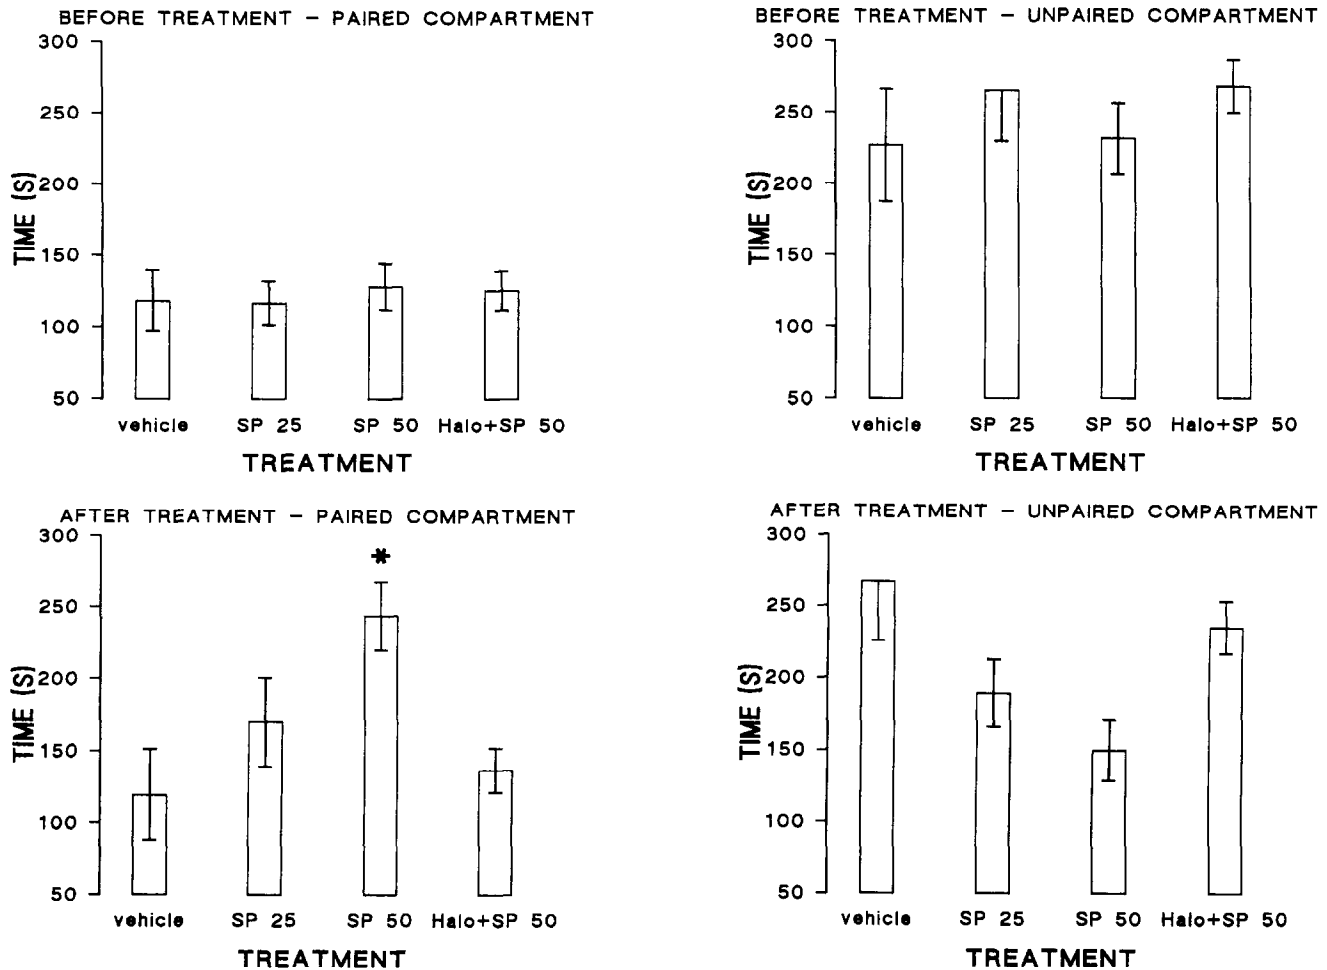 BEFORE TREATMENT – PAIRED COMPARTMENT
300
250
200
150
100
50
TIME (S)
vehicle SP 25 SP 50 Halo+SP 50
TREATMENT
BEFORE TREATMENT – UNPAIRED COMPARTMENT
300
250
200
150
100
50
TIME (S)
vehicle SP 25 SP 50 Halo+SP 50
TREATMENT
AFTER TREATMENT – PAIRED COMPARTMENT
300
250
200
150
100
50
TIME (S)
*
vehicle SP 25 SP 50 Halo+SP 50
TREATMENT
AFTER TREATMENT – UNPAIRED COMPARTMENT
300
250
200
150
100
50
TIME (S)
vehicle SP 25 SP 50 Halo+SP 50
TREATMENT